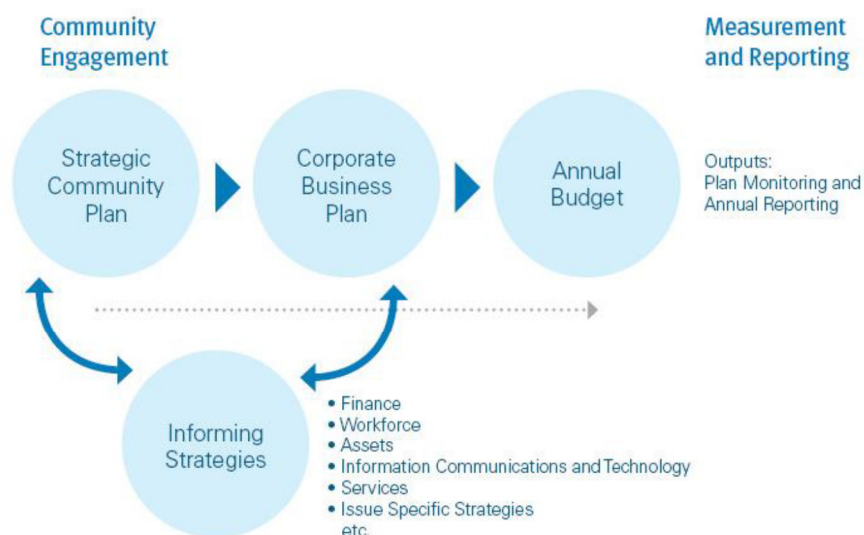 Community
Engagement
Measurement
and Reporting
Strategic
Community
Plan
Corporate
Business
Plan
Annual
Budget
Outputs:
Plan Monitoring and
Annual Reporting
Informing
Strategies
• Finance
• Workforce
• Assets
• Information Communications and Technology
• Services
• Issue Specific Strategies
etc.